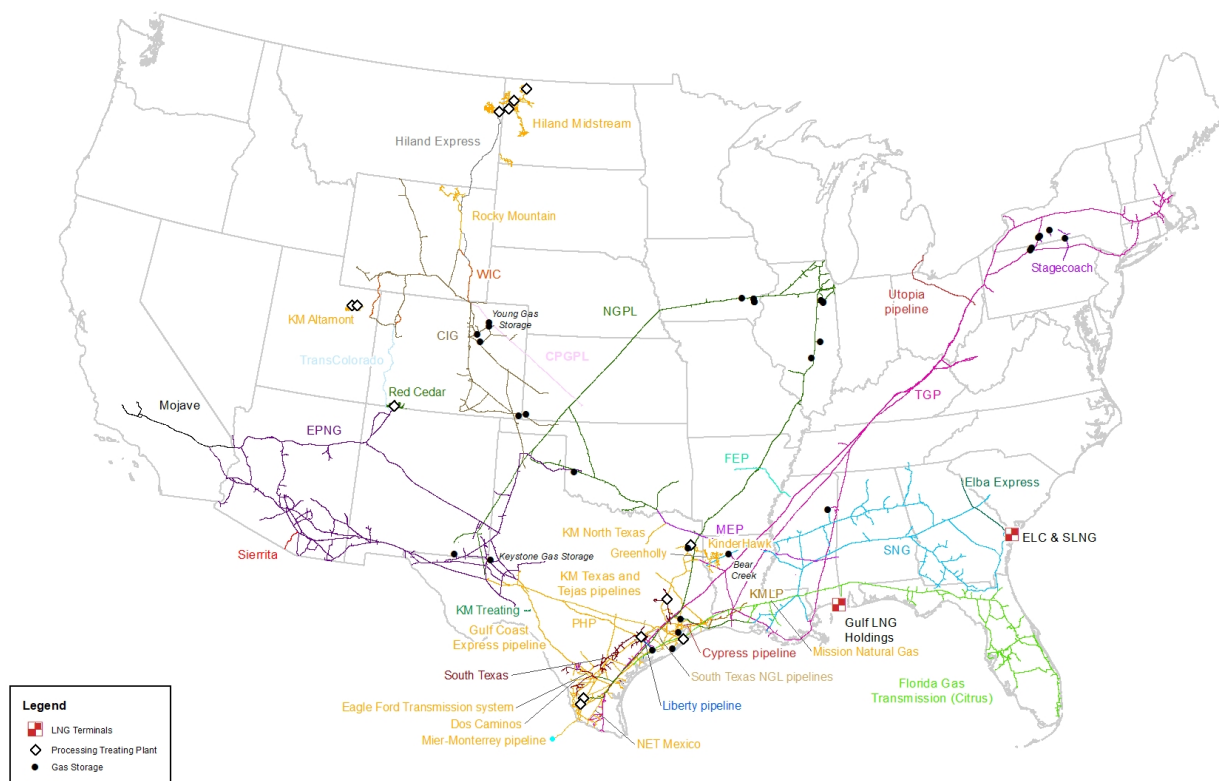 Hiland Midstream
Hiland Express
Rocky Mountain
Stagecoach
WIC
Utopia
pipeline
NGPL
KM Altamont
Young Gas
Storage
CIG
TransColorado
CPGPL
Red Cedar
TGP
Mojave
EPNG
FEP
Elba Express
KM North Texas
MEP
KinderHawk
ELC & SLNG
Sierrita
Keystone Gas Storage
Greenholly
SNG
Bear
Creek
KM Texas and
Tejas pipelines
KMLP
KM Treating
Gulf LNG
Holdings
PHP
Gulf Coast
Express pipeline
Cypress pipeline
Mission Natural Gas
South Texas
South Texas NGL pipelines
Florida Gas
Transmission (Citrus)
Eagle Ford Transmission system
Liberty pipeline
Dos Caminos
Mier-Monterrey pipeline
NET Mexico
Legend
LNG Terminals
Processing Treating Plant
Gas Storage